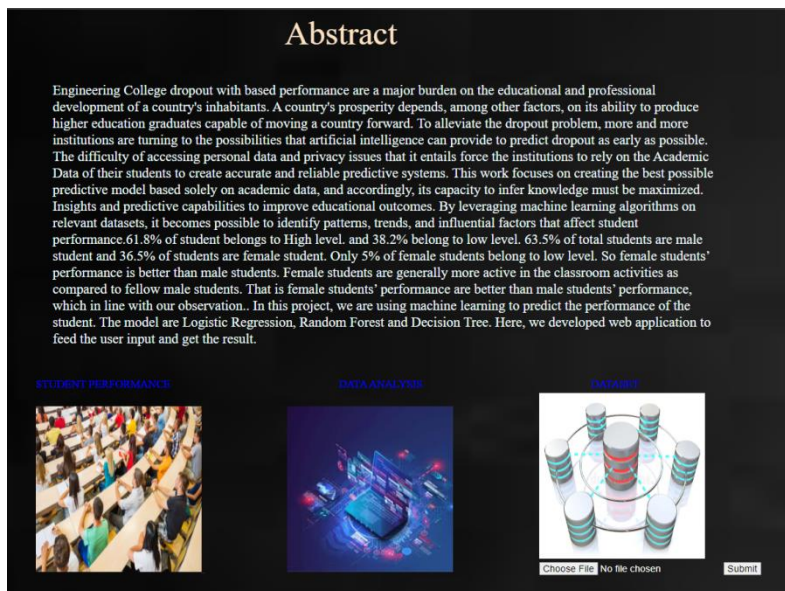 Abstract
Engineering College dropout with based performance are a major burden on the educational and professional
development of a country's inhabitants. A country's prosperity depends, among other factors, on its ability to produce
higher education graduates capable of moving a country forward. To alleviate the dropout problem, more and more
institutions are turning to the possibilities that artificial intelligence can provide to predict dropout as early as possible.
The difficulty of accessing personal data and privacy issues that it entails force the institutions to rely on the Academic
Data of their students to create accurate and reliable predictive systems. This work focuses on creating the best possible
predictive model based solely on academic data, and accordingly, its capacity to infer knowledge must be maximized.
Insights and predictive capabilities to improve educational outcomes. By leveraging machine learning algorithms on
relevant datasets, it becomes possible to identify patterns, trends, and influential factors that affect student
performance.61.8% of student belongs to High level. and 38.2% belong to low level. 63.5% of total students are male
student and 36.5% of students are female student. Only 5% of female students belong to low level. So female students’
performance is better than male students. Female students are generally more active in the classroom activities as
compared to fellow male students. That is female students’ performance are better than male students’ performance,
which in line with our observation.. In this project, we are using machine learning to predict the performance of the
student. The model are Logistic Regression, Random Forest and Decision Tree. Here, we developed web application to
feed the user input and get the result.
STUDENT PERFORMANCE
DATA ANALYSIS
DATASET
Choose File No file chosen
Submit